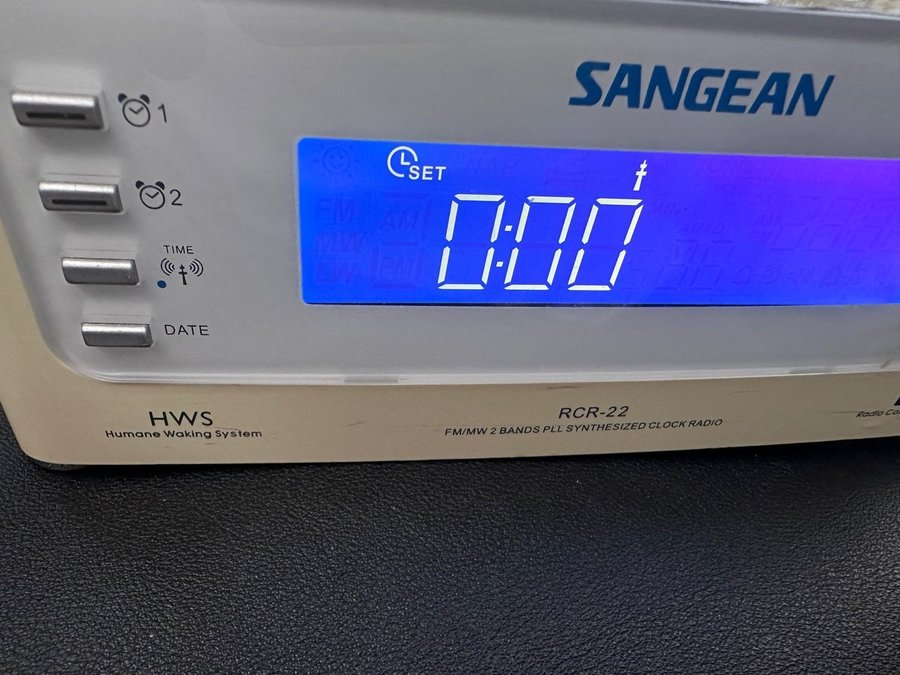 SANGEAN
1
SET
0:00
2
TIME
DATE
HWS
Humane Waking System
RCR-22
FM/MW 2 BANDS PLL SYNTHESIZED CLOCK RADIO
Radio